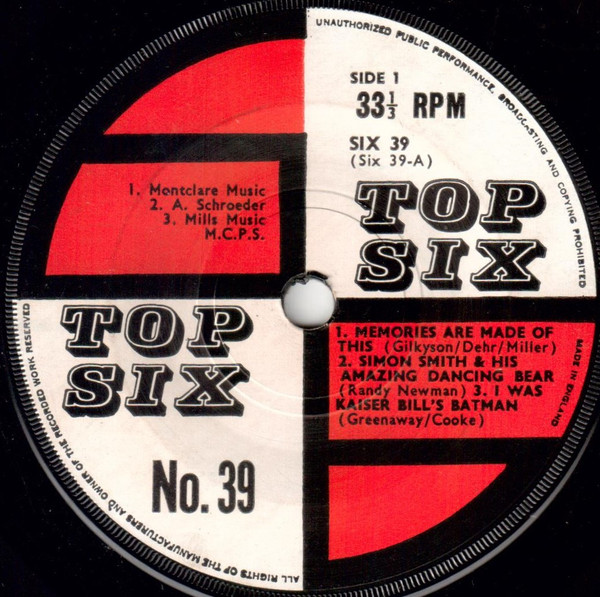 UNAUTHORIZED PUBLIC PERFORMANCE, BROADCASTING AND COPYING PROHIBITED
SIDE 1
33⅓ RPM
SIX 39
(Six 39-A)
TOP
SIX
1. Montclare Music
2. A. Schroeder
3. Mills Music
M.C.P.S.
1. MEMORIES ARE MADE OF
THIS (Gilkyson/Dehr/Miller)
2. SIMON SMITH & HIS
AMAZING DANCING BEAR
(Randy Newman) 3. I WAS
KAISER BILL'S BATMAN
(Greenaway/Cooke)
MADE IN ENGLAND
TOP
SIX
No. 39
ALL RIGHTS OF THE MANUFACTURERS AND OWNER OF THE RECORDED WORK RESERVED